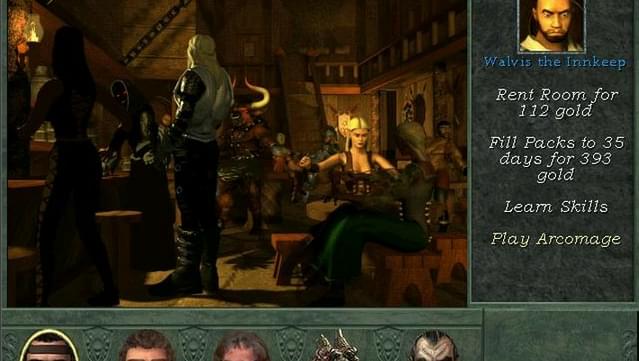 Walvis the Innkeep
Rent Room for
112 gold
Fill Packs to 35
days for 393
gold
Learn Skills
Play Arcomage